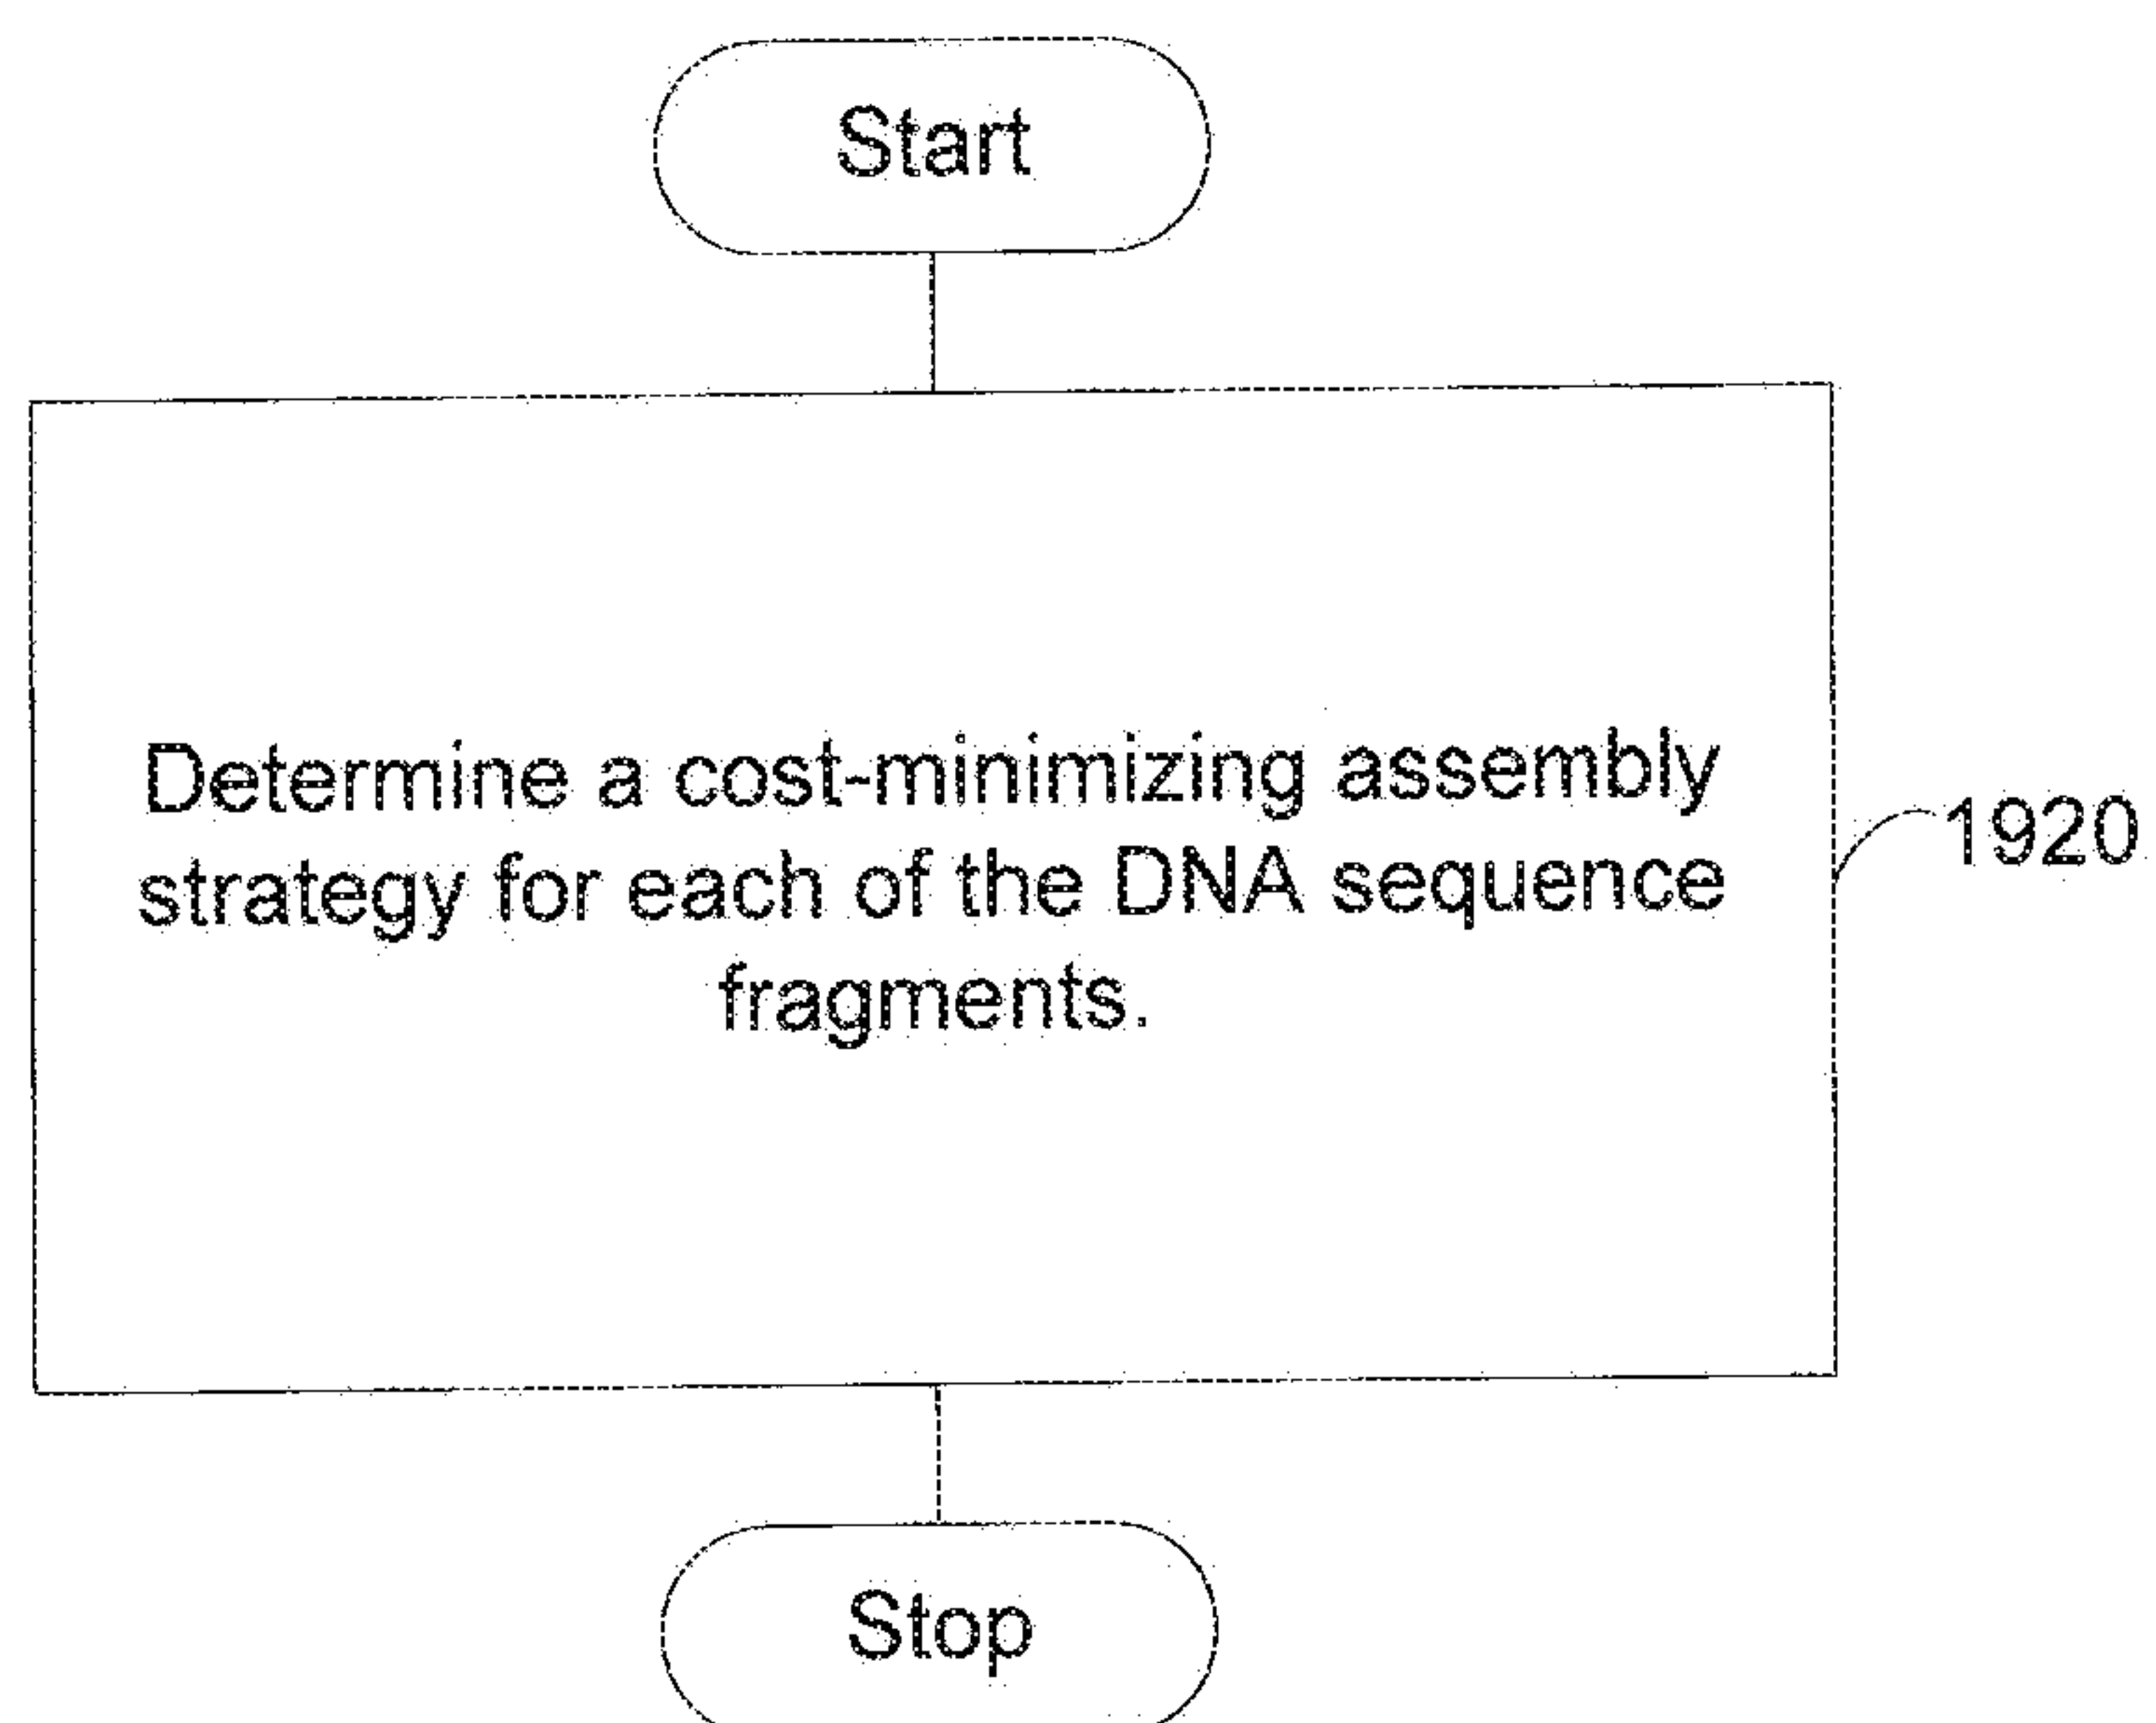 Start
Determine a cost-minimizing assembly
strategy for each of the DNA sequence
fragments.
1920
Stop